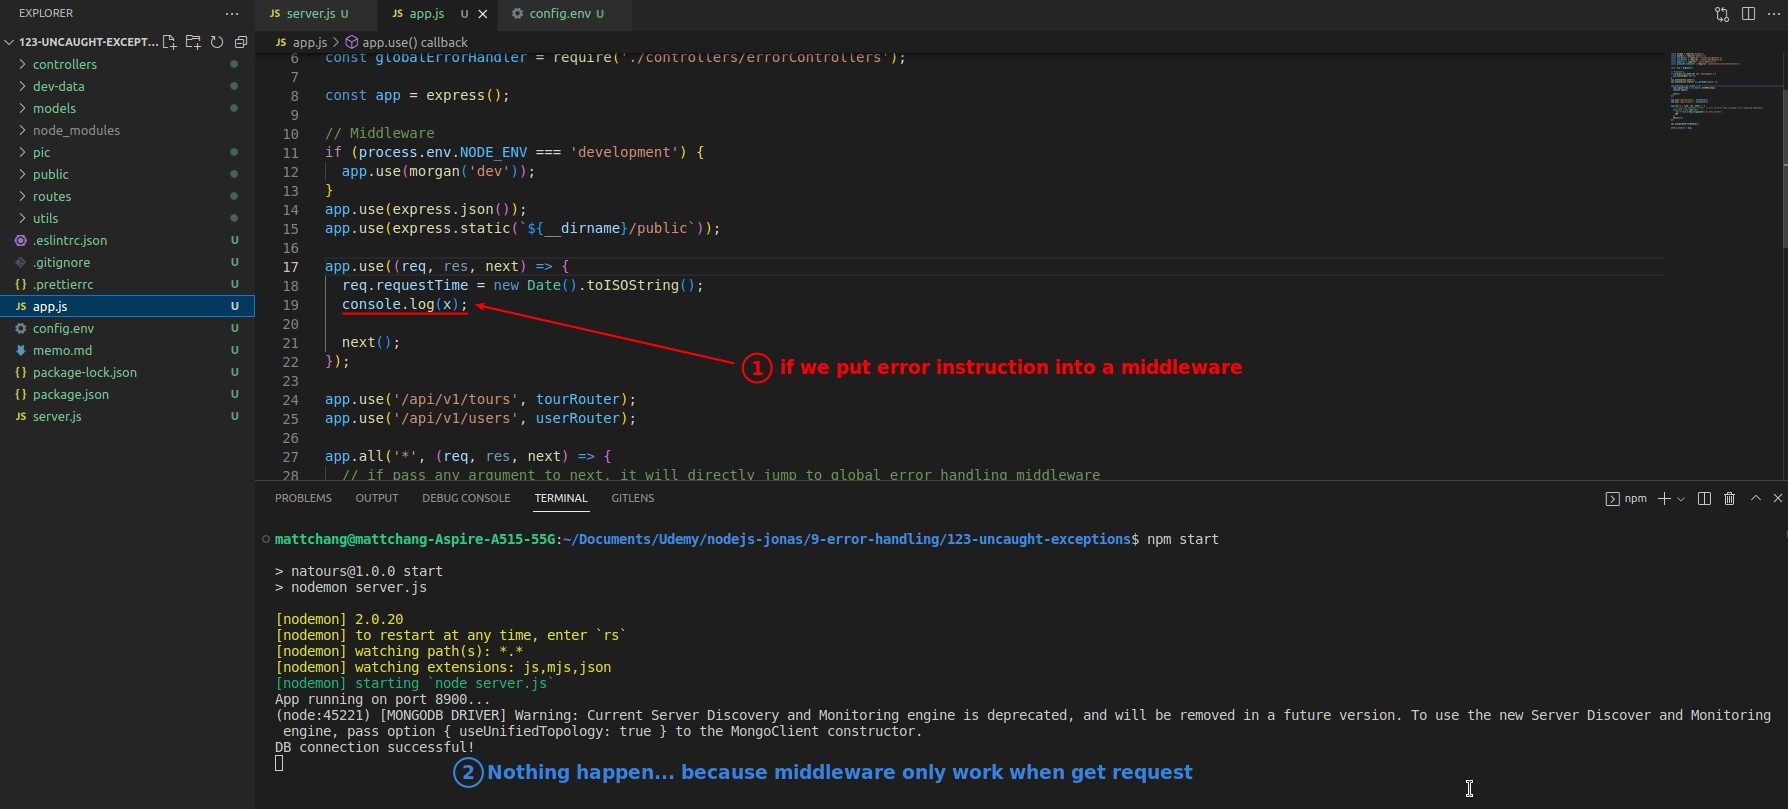 EXPLORER
JS server.js U
JS app.js U
config.env U
123-UNCAUGHT-EXCEPT...
JS app.js > app.use() callback
controllers
dev-data
models
node_modules
pic
public
routes
utils
.eslintrc.json U
.gitignore U
{} .prettierrc U
JS app.js U
config.env U
memo.md U
{} package-lock.json U
{} package.json U
JS server.js U
6 const globalErrorHandler = require('./controllers/errorControllers');
7
8 const app = express();
9
10 // Middleware
11 if (process.env.NODE_ENV === 'development') {
12 app.use(morgan('dev'));
13 }
14 app.use(express.json());
15 app.use(express.static(`${__dirname}/public`));
16
17 app.use((req, res, next) => {
18 req.requestTime = new Date().toISOString();
19 console.log(x);
20
21 next();
22 });
23
24 app.use('/api/v1/tours', tourRouter);
25 app.use('/api/v1/users', userRouter);
26
27 app.all('*', (req, res, next) => {
28 // if pass any argument to next, it will directly jump to global error handling middleware
1 if we put error instruction into a middleware
PROBLEMS OUTPUT DEBUG CONSOLE TERMINAL GITLENS
npm
mattchang@mattchang-Aspire-A515-55G:~/Documents/Udemy/nodejs-jonas/9-error-handling/123-uncaught-exceptions$ npm start
> natours@1.0.0 start
> nodemon server.js
[nodemon] 2.0.20
[nodemon] to restart at any time, enter `rs`
[nodemon] watching path(s): *.*
[nodemon] watching extensions: js,mjs,json
[nodemon] starting `node server.js`
App running on port 8900...
(node:45221) [MONGODB DRIVER] Warning: Current Server Discovery and Monitoring engine is deprecated, and will be removed in a future version. To use the new Server Discover and Monitoring
engine, pass option { useUnifiedTopology: true } to the MongoClient constructor.
DB connection successful!
2 Nothing happen... because middleware only work when get request